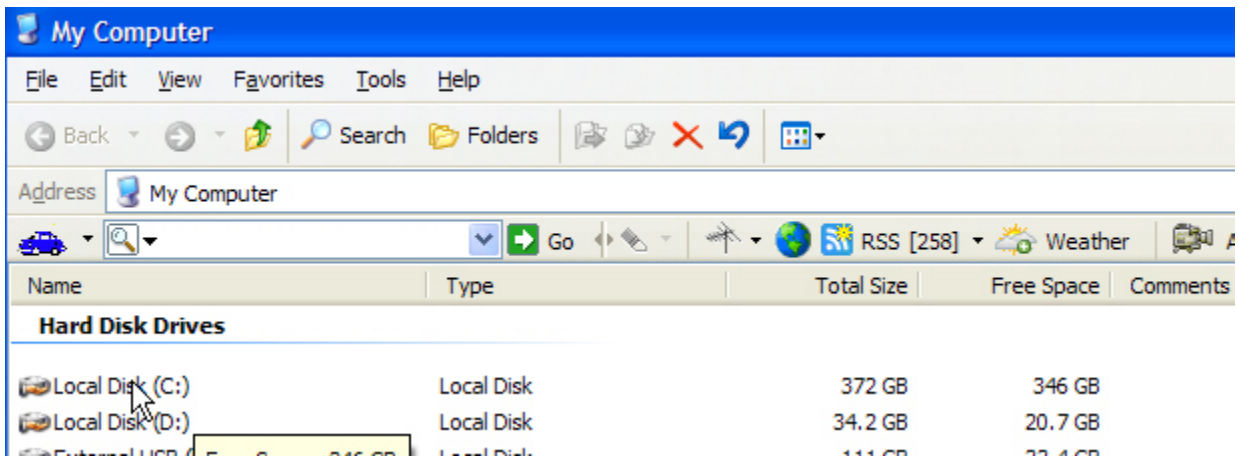 My Computer
File Edit View Favorites Tools Help
Back Search Folders
Address My Computer
Go RSS [258] Weather A
Name Type Total Size Free Space Comments
Hard Disk Drives
Local Disk (C:) Local Disk 372 GB 346 GB
Local Disk (D:) Local Disk 34.2 GB 20.7 GB